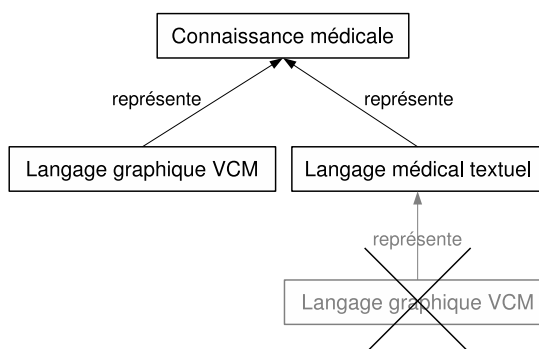 Connaissance médicale
représente
représente
Langage graphique VCM
Langage médical textuel
représente
Langage graphique VCM